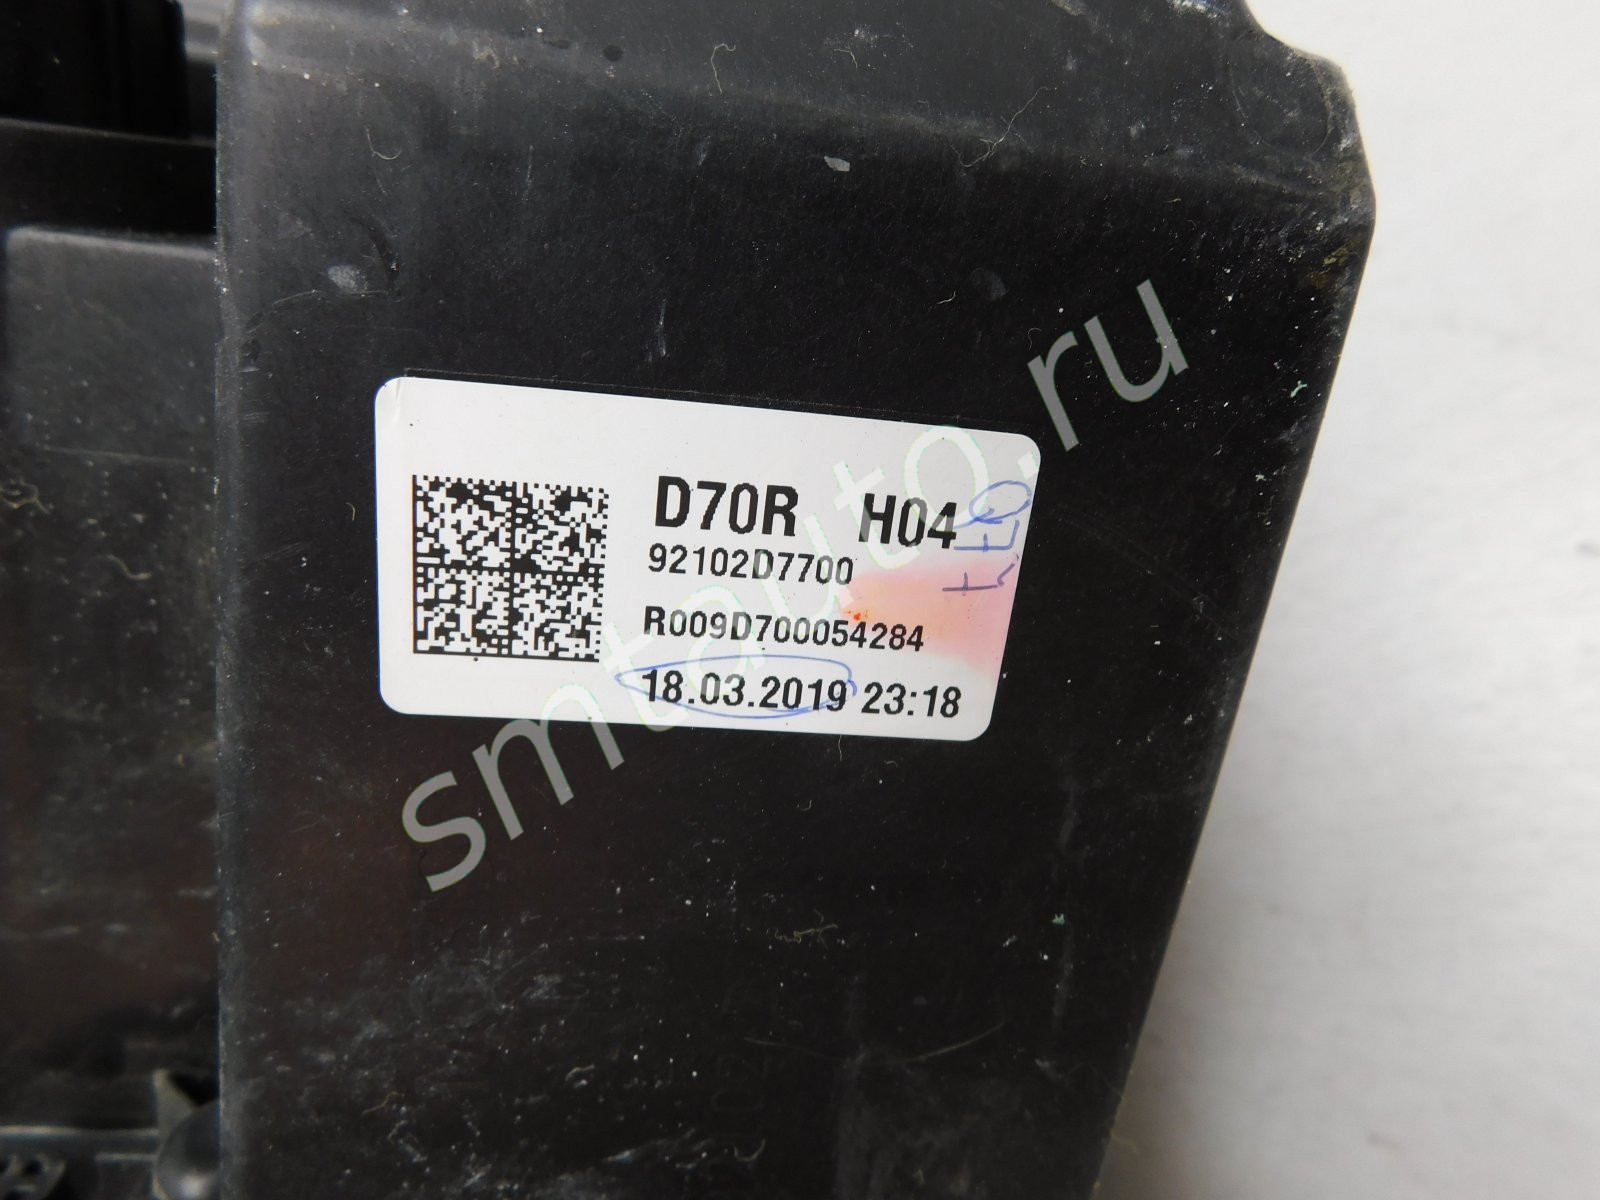 D70R H04
92102D7700
R009D700054284
18.03.2019 23:18
smtauto.ru